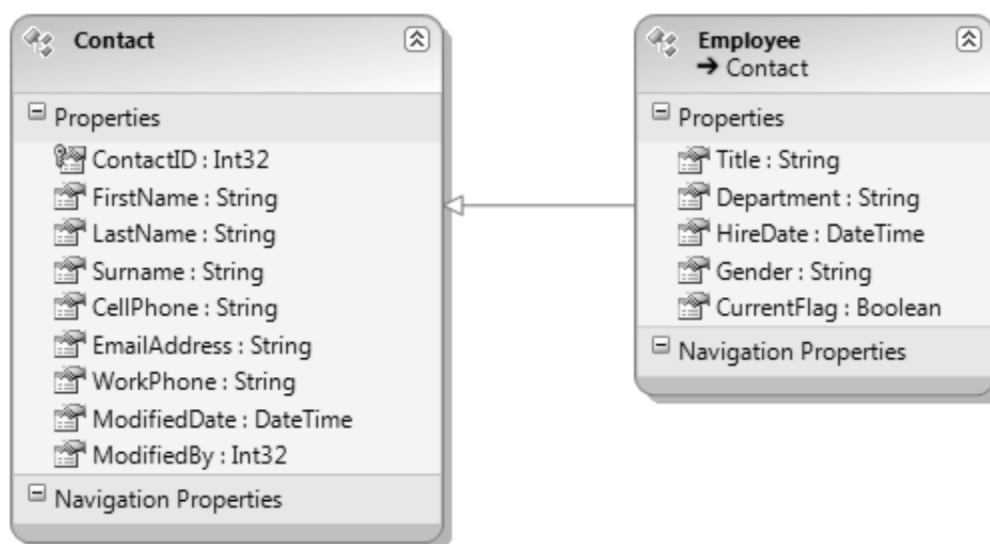 Contact
Properties
ContactID : Int32
FirstName : String
LastName : String
Surname : String
CellPhone : String
EmailAddress : String
WorkPhone : String
ModifiedDate : DateTime
ModifiedBy : Int32
Navigation Properties
Employee
➔ Contact
Properties
Title : String
Department : String
HireDate : DateTime
Gender : String
CurrentFlag : Boolean
Navigation Properties